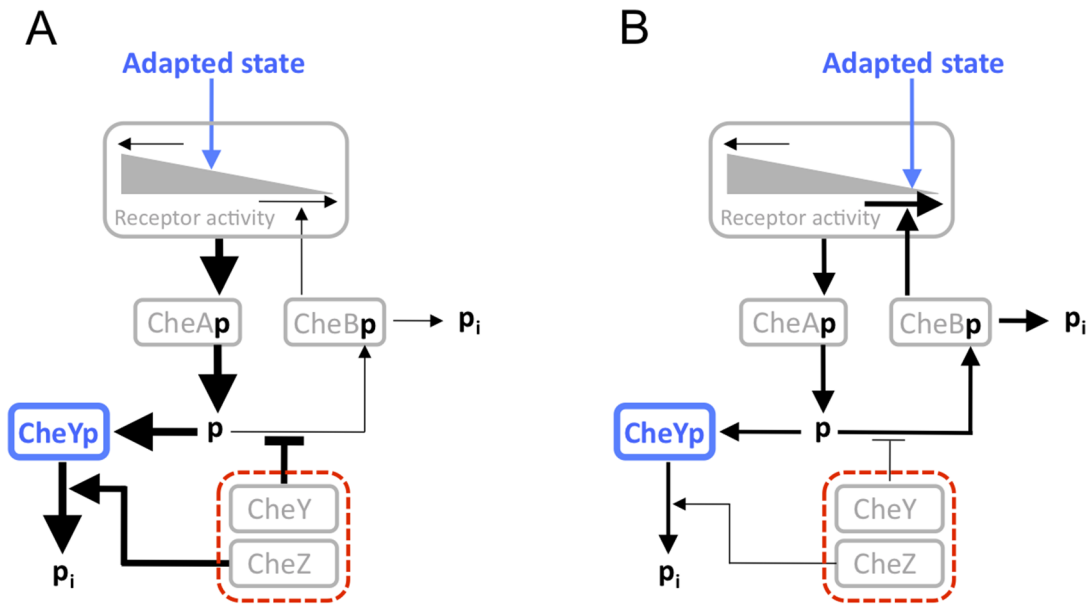 A
Adapted state
Receptor activity
CheAp
CheBp
pi
CheYp
p
CheY
CheZ
pi
B
Adapted state
Receptor activity
CheAp
CheBp
pi
CheYp
p
CheY
CheZ
pi